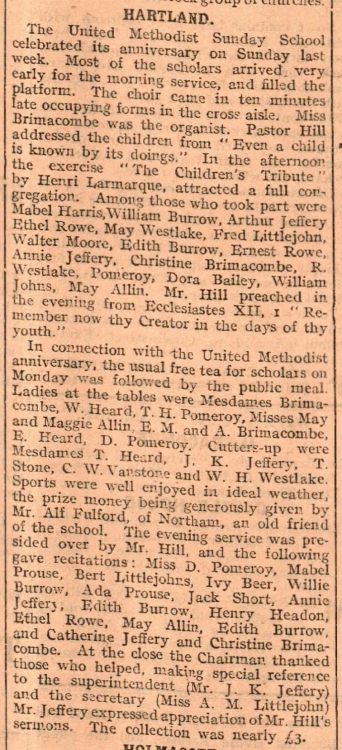 HARTLAND.
The United Methodist Sunday School
celebrated its anniversary on Sunday last
week. Most of the scholars arrived very
early for the morning service, and filled the
platform. The choir came in ten minutes
late occupying forms in the cross aisle. Miss
Brimacombe was the organist. Pastor Hill
addressed the children from " Even a child
is known by its doings." In the afternoon
the exercise " The Children's Tribute "
by Henri Larmarque, attracted a full con-
gregation. Among those who took part were
Mabel Harris, William Burrow, Arthur Jeffery
Ethel Rowe, May Westlake, Fred Littlejohn,
Walter Moore, Edith Burrow, Ernest Rowe,
Annie Jeffery, Christine Brimacombe, R.
Westlake, Pomeroy, Dora Bailey, William
Johns, May Allin. Mr. Hill preached in
the evening from Ecclesiastes XII, 1 " Re-
member now thy Creator in the days of thy
youth."
In connection with the United Methodist
anniversary, the usual free tea for scholars on
Monday was followed by the public meal.
Ladies at the tables were Mesdames Brima-
combe, W. Heard, T. H. Pomeroy, Misses May
and Maggie Allin, E. M. and A. Brimacombe,
E. Heard, D. Pomeroy. Cutters-up were
Mesdames T. Heard, J. K. Jeffery, T.
Stone, C. W. Vanstone and W. H. Westlake.
Sports were well enjoyed in ideal weather,
the prize money being generously given by
Mr. Alf Fulford, of Northam, an old friend
of the school. The evening service was pre-
sided over by Mr. Hill, and the following
gave recitations: Miss D. Pomeroy, Mabel
Prouse, Bert Littlejohns, Ivy Beer, Willie
Burrow, Ada Prouse, Jack Short, Annie
Jeffery, Edith Burrow, Henry Headon,
Ethel Rowe, May Allin, Edith Burrow,
and Catherine Jeffery and Christine Brima-
combe. At the close the Chairman thanked
those who helped, making special reference
to the superintendent (Mr. J. K. Jeffery)
and the secretary (Miss A. M. Littlejohn)
Mr. Jeffery expressed appreciation of Mr. Hill's
sermons. The collection was nearly £3.